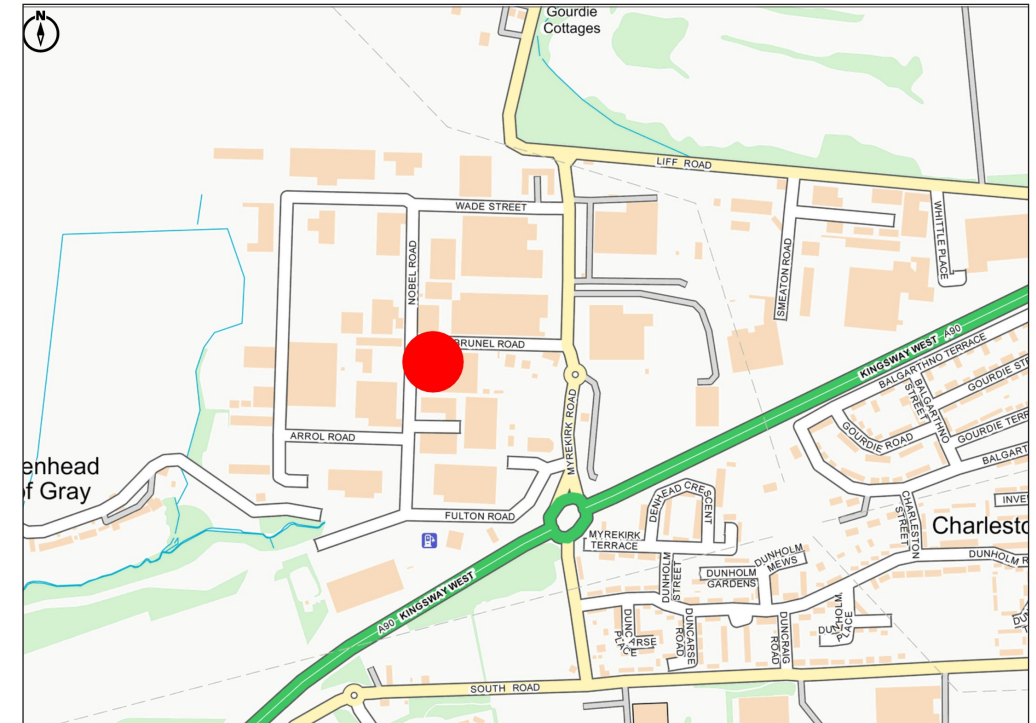 N
Gourdie
Cottages
LIFF ROAD
WADE STREET
WHITTLE PLACE
NOBEL ROAD
SMEATON ROAD
BRUNEL ROAD
KINGSWAY WEST A90
BALGARTHNO TERRACE
GOURDIE STR
BALGARTHNO
STREET
GOURDIE ROAD
GOURDIE TERR
BALGART
MYREKIRK ROAD
ARROL ROAD
enhead
of Gray
FULTON ROAD
DENHEAD CRESCENT
CHARLESTON
STREET
INVE
Charlesto
MYREKIRK
TERRACE
DUNHOLM R
DUNHOLM
MEWS
DUNHOLM
STREET
DUNHOLM
GARDENS
A90 KINGSWAY WEST
DUNCARSE
PLACE
DUNCARSE
ROAD
DUNCRAIG
ROAD
DUNHOLM
PLACE
SOUTH ROAD